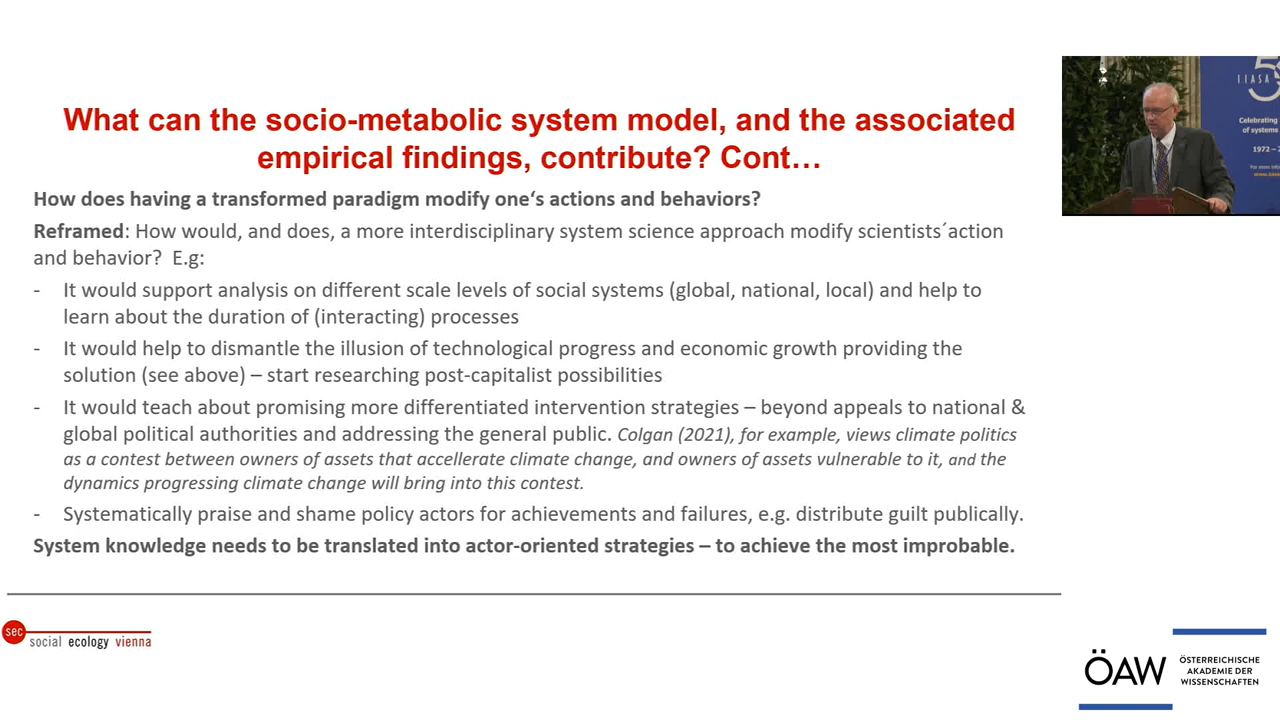 What can the socio-metabolic system model, and the associated
empirical findings, contribute? Cont…
How does having a transformed paradigm modify one‘s actions and behaviors?
Reframed: How would, and does, a more interdisciplinary system science approach modify scientists´action
and behavior?  E.g:
- It would support analysis on different scale levels of social systems (global, national, local) and help to
learn about the duration of (interacting) processes
- It would help to dismantle the illusion of technological progress and economic growth providing the
solution (see above) – start researching post-capitalist possibilities
- It would teach about promising more differentiated intervention strategies – beyond appeals to national &
global political authorities and addressing the general public. Colgan (2021), for example, views climate politics
as a contest between owners of assets that accellerate climate change, and owners of assets vulnerable to it, and the
dynamics progressing climate change will bring into this contest.
- Systematically praise and shame policy actors for achievements and failures, e.g. distribute guilt publically.
System knowledge needs to be translated into actor-oriented strategies – to achieve the most improbable.
IIASA
Celebrating
of systems
1972 – 2
sec social ecology vienna
ÖAW
ÖSTERREICHISCHE
AKADEMIE DER
WISSENSCHAFTEN